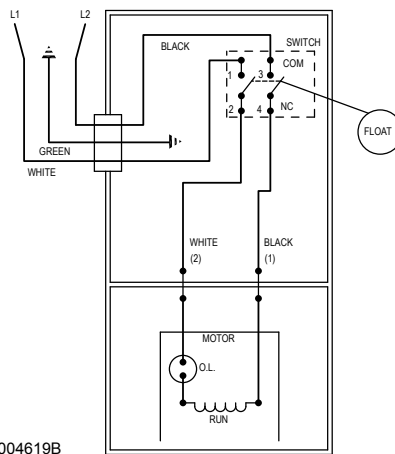 L1
L2
BLACK
SWITCH
COM
1
3
2
4
NC
FLOAT
GREEN
WHITE
WHITE
(2)
BLACK
(1)
MOTOR
O.L.
RUN
004619B